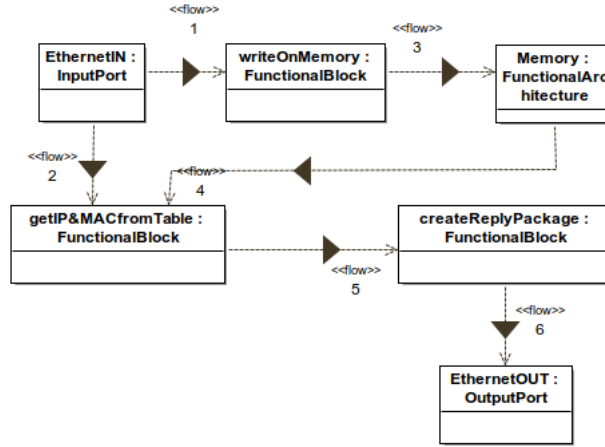 <<flow>>
1
<<flow>>
3
EthernetIN :
InputPort
writeOnMemory :
FunctionalBlock
Memory :
FunctionalArc
hitecture
<<flow>>
2
4
<<flow>>
getIP&MACfromTable :
FunctionalBlock
createReplyPackage :
FunctionalBlock
<<flow>>
5
<<flow>>
6
EthernetOUT :
OutputPort